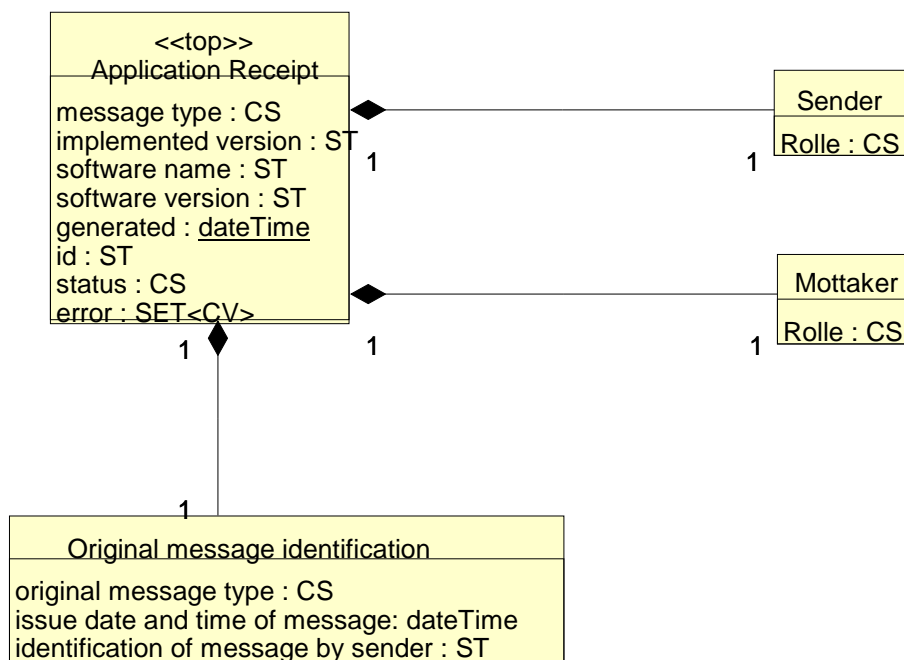 <<top>>
Application Receipt
message type : CS
implemented version : ST
software name : ST
software version : ST
generated : dateTime
id : ST
status : CS
error : SET<CV>
Sender
Rolle : CS
1
1
Mottaker
Rolle : CS
1
1
1
1
Original message identification
original message type : CS
issue date and time of message: dateTime
identification of message by sender : ST